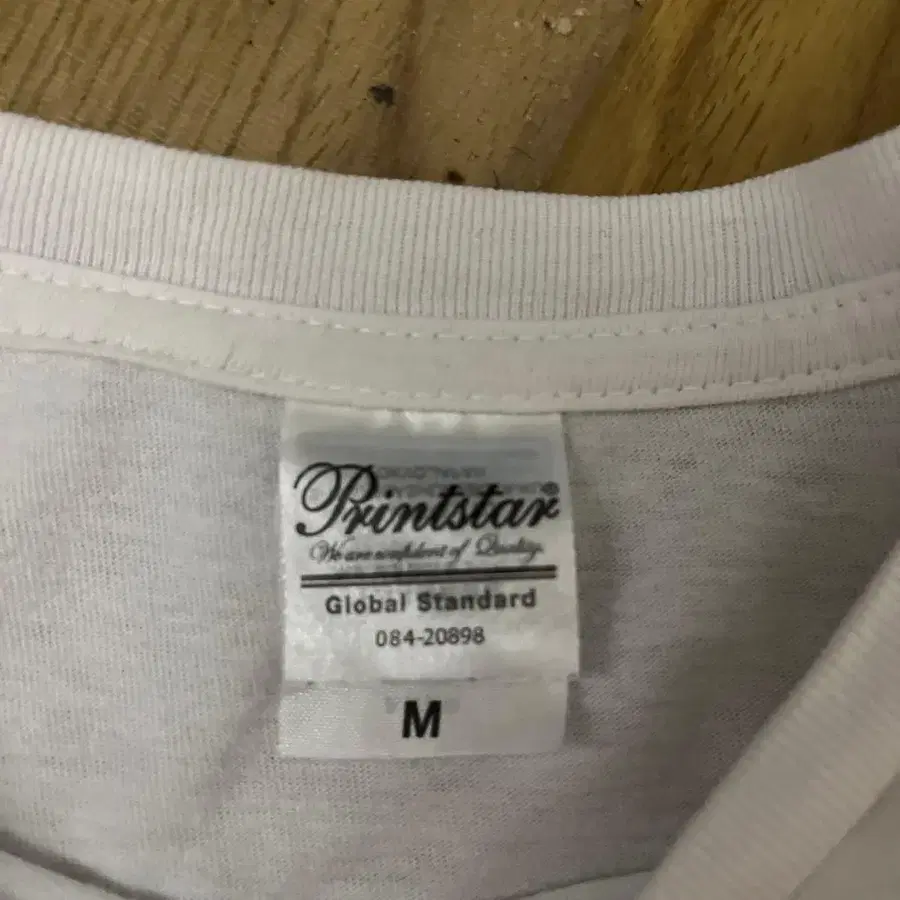 Printstar®
We are confident of Quality.
Global Standard
084-20898
M